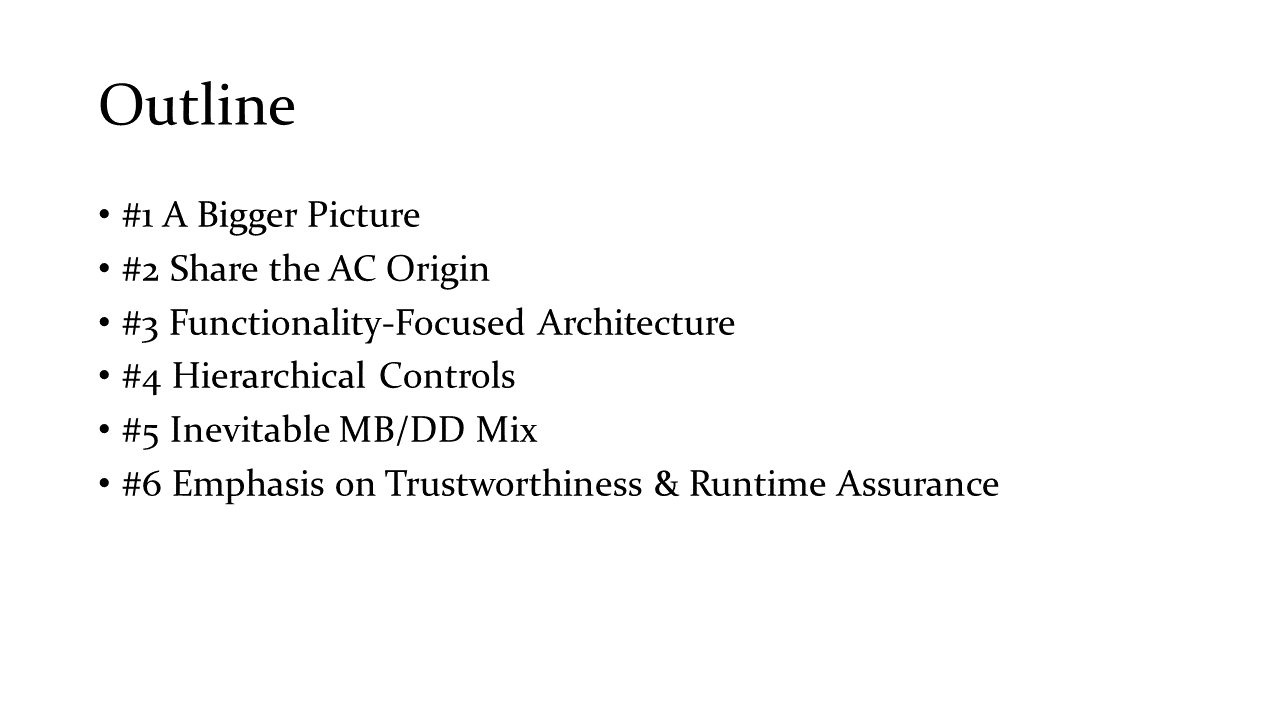 Outline
• #1 A Bigger Picture
• #2 Share the AC Origin
• #3 Functionality-Focused Architecture
• #4 Hierarchical Controls
• #5 Inevitable MB/DD Mix
• #6 Emphasis on Trustworthiness & Runtime Assurance